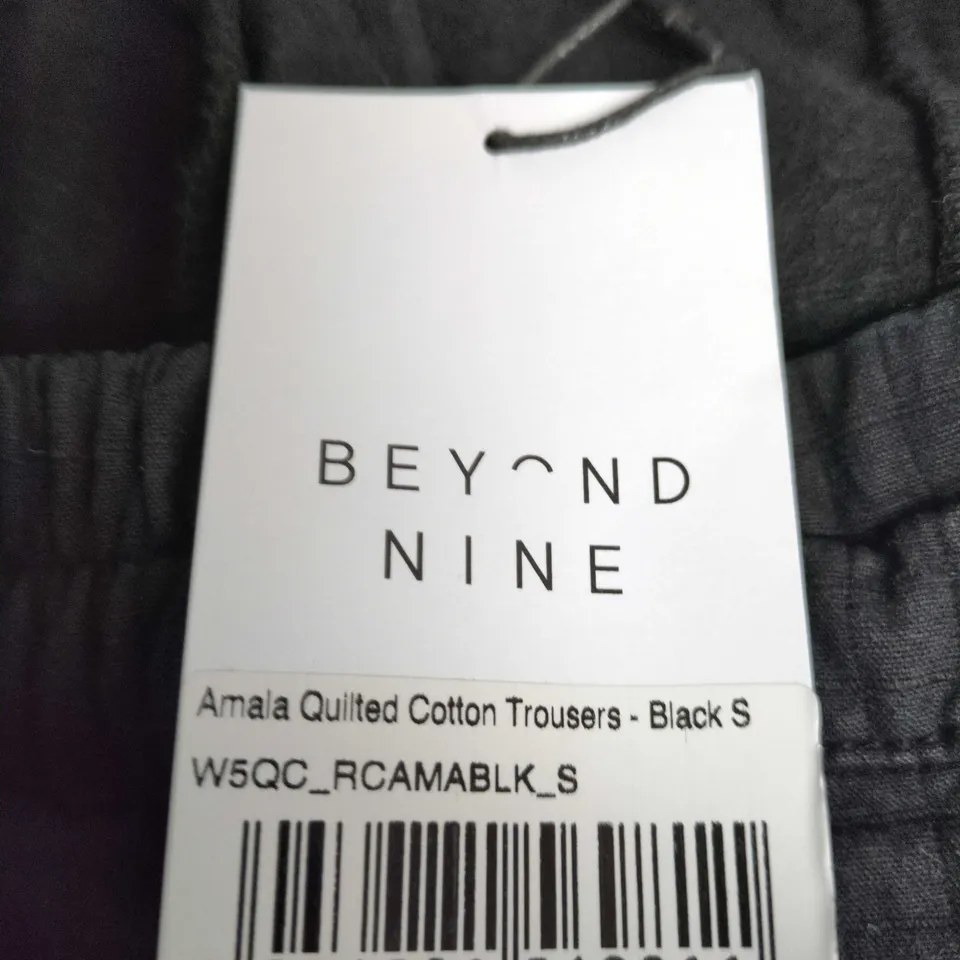 BEYOND
NINE
Amala Quilted Cotton Trousers - Black S
W5QC_RCAMABLK_S